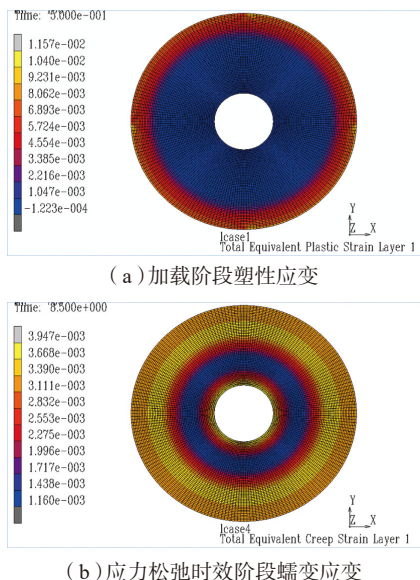 Time: 5.000e-001
1.157e-002
1.040e-002
9.231e-003
8.062e-003
6.893e-003
5.724e-003
4.554e-003
3.385e-003
2.216e-003
1.047e-003
-1.223e-004
lcase1
Total Equivalent Plastic Strain Layer 1
Y
Z X
(a)加载阶段塑性应变
Time: 8.500e+000
3.947e-003
3.668e-003
3.390e-003
3.111e-003
2.832e-003
2.553e-003
2.275e-003
1.996e-003
1.717e-003
1.438e-003
1.160e-003
lcase4
Total Equivalent Creep Strain Layer 1
Y
Z X
(b)应力松弛时效阶段蠕变应变